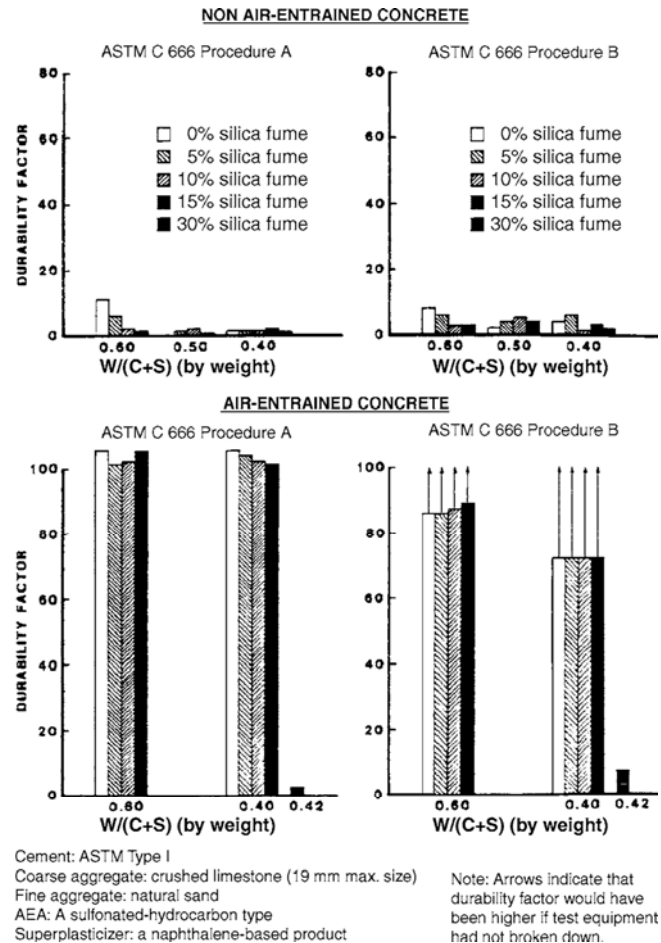 NON AIR-ENTRAINED CONCRETE
ASTM C 666 Procedure A
80
60
40
20
0
DURABILITY FACTOR
0% silica fume
5% silica fume
10% silica fume
15% silica fume
30% silica fume
0.60 0.50 0.40
W/(C+S) (by weight)
ASTM C 666 Procedure B
80
60
40
20
0
0% silica fume
5% silica fume
10% silica fume
15% silica fume
30% silica fume
0.60 0.50 0.40
W/(C+S) (by weight)
AIR-ENTRAINED CONCRETE
ASTM C 666 Procedure A
100
80
60
40
20
0
DURABILITY FACTOR
0.60 0.40 0.42
W/(C+S) (by weight)
ASTM C 666 Procedure B
100
80
60
40
20
0
0.60 0.40 0.42
W/(C+S) (by weight)
Cement: ASTM Type I
Coarse aggregate: crushed limestone (19 mm max. size)
Fine aggregate: natural sand
AEA: A sulfonated-hydrocarbon type
Superplasticizer: a naphthalene-based product
Note: Arrows indicate that
durability factor would have
been higher if test equipment
had not broken down.